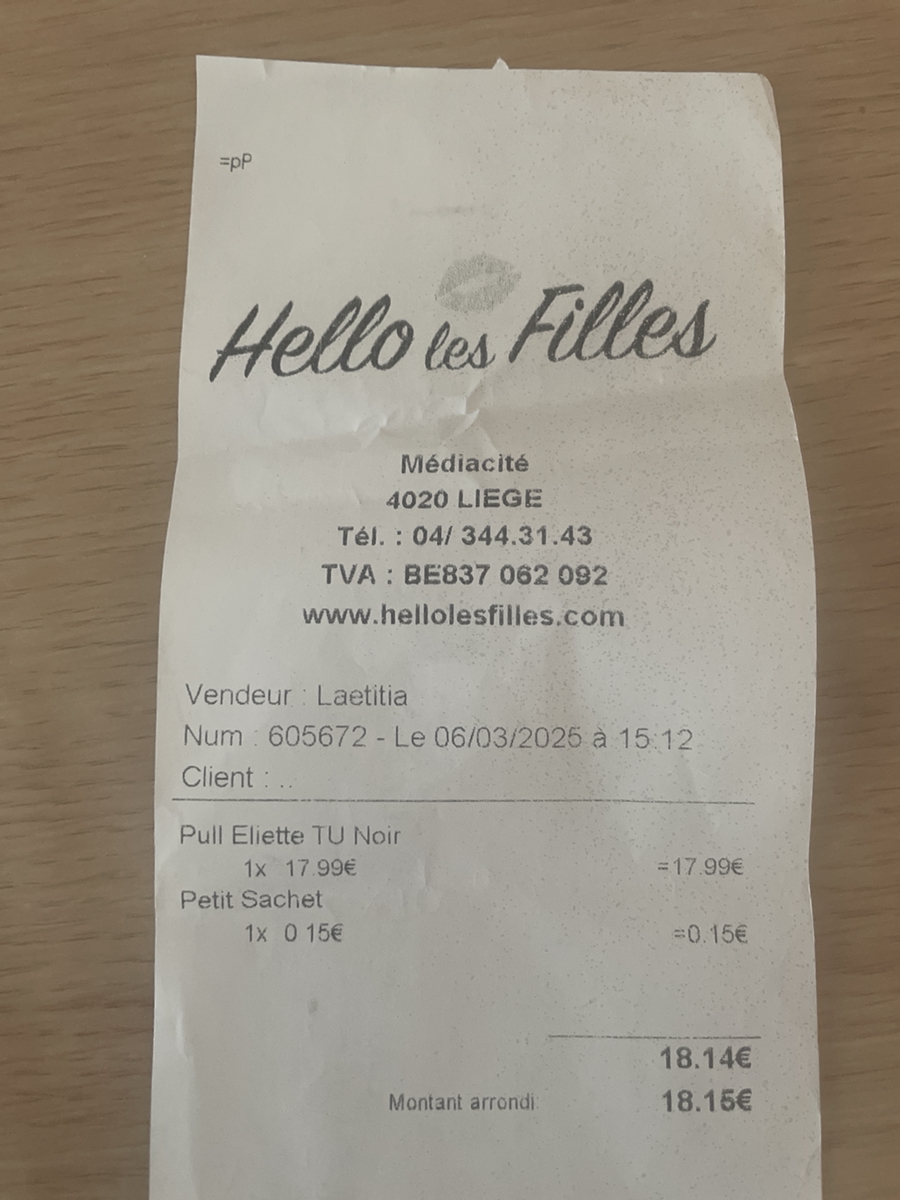 =pP
Hello les Filles
Médiacité
4020 LIEGE
Tél. : 04/ 344.31.43
TVA : BE837 062 092
www.hellolesfilles.com
Vendeur : Laetitia
Num : 605672 - Le 06/03/2025 à 15:12
Client : ..
Pull Eliette TU Noir
1x 17.99€ =17.99€
Petit Sachet
1x 0.15€ =0.15€
18.14€
Montant arrondi: 18.15€